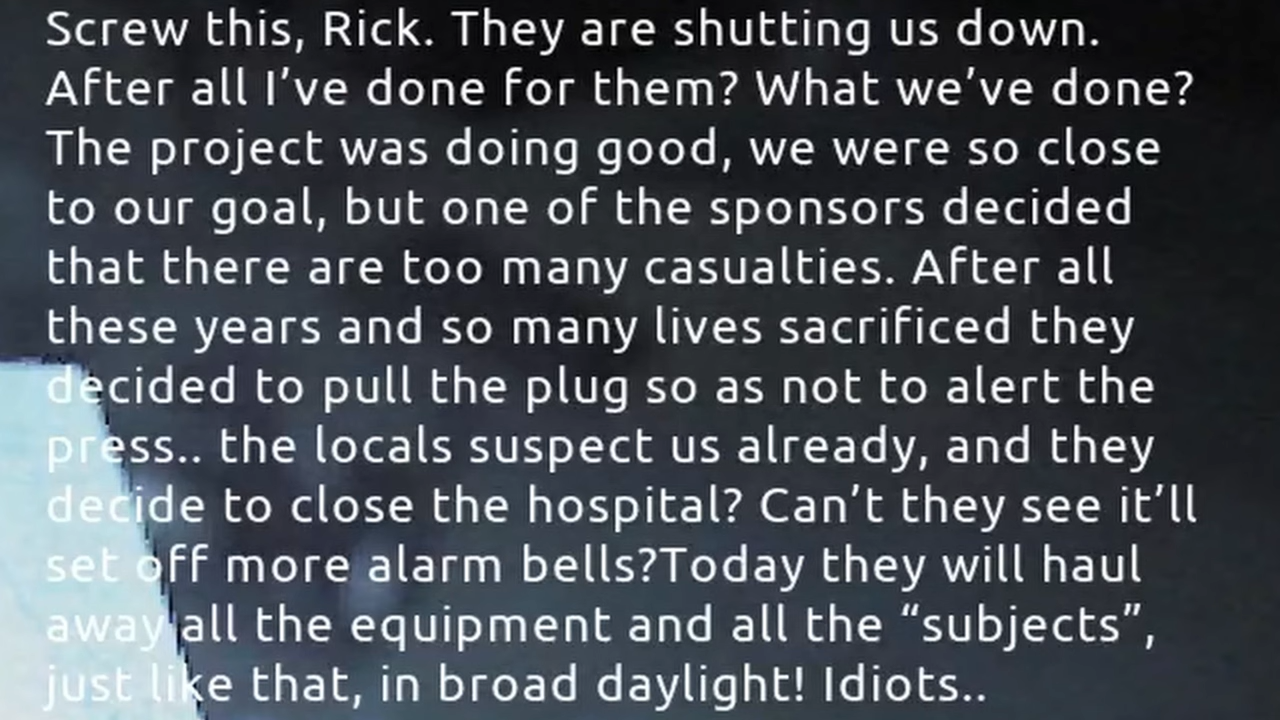 Screw this, Rick. They are shutting us down.
After all I’ve done for them? What we’ve done?
The project was doing good, we were so close
to our goal, but one of the sponsors decided
that there are too many casualties. After all
these years and so many lives sacrificed they
decided to pull the plug so as not to alert the
press.. the locals suspect us already, and they
decide to close the hospital? Can’t they see it’ll
set off more alarm bells?Today they will haul
away all the equipment and all the “subjects”,
just like that, in broad daylight! Idiots..